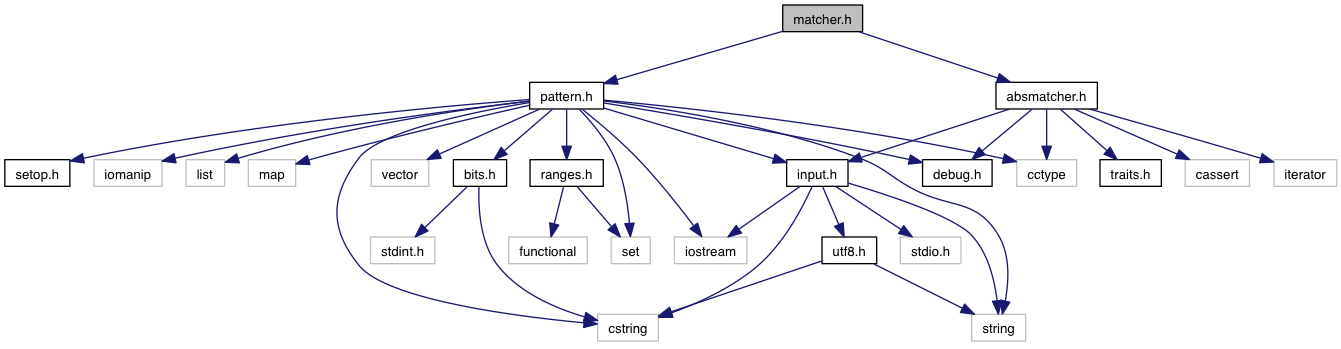 matcher.h
pattern.h
absmatcher.h
setop.h
iomanip
list
map
vector
bits.h
ranges.h
input.h
debug.h
cctype
traits.h
cassert
iterator
stdint.h
functional
set
iostream
utf8.h
stdio.h
cstring
string